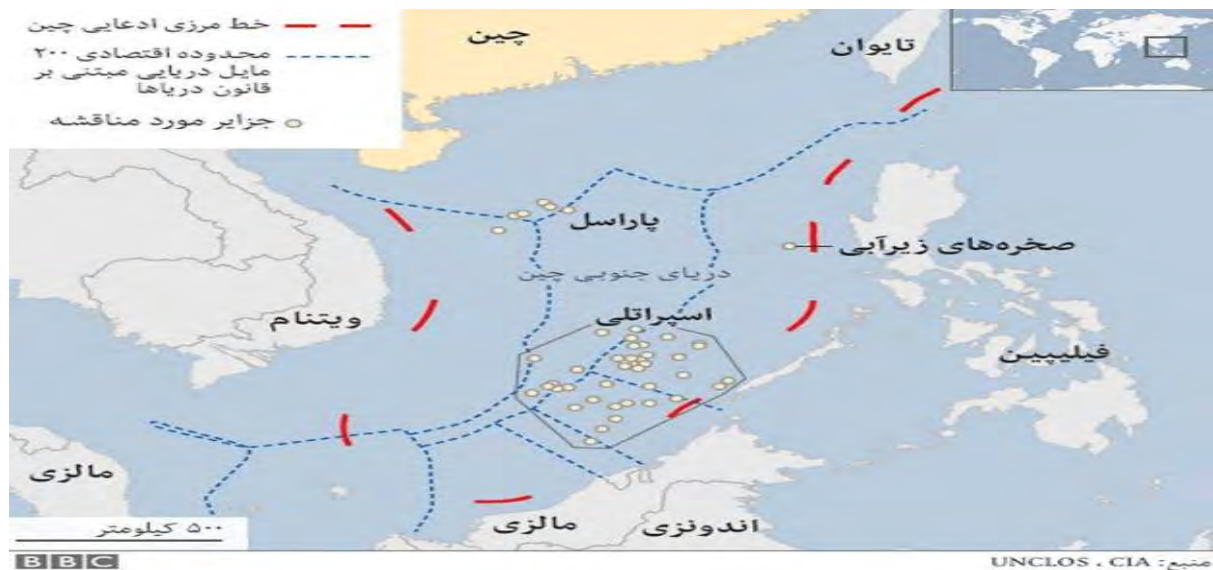 خط مرزی ادعایی چین
محدوده اقتصادی ۲۰۰
مایل دریایی مبتنی بر
قانون دریاها
جزایر مورد مناقشه
چین
تایوان
پاراسل
صخره‌های زیرآبی
دریای جنوبی چین
اسپراتلی
ویتنام
فیلیپین
مالزی
مالزی
اندونزی
۵۰۰ کیلومتر
BBC
منبع: UNCLOS ، CIA